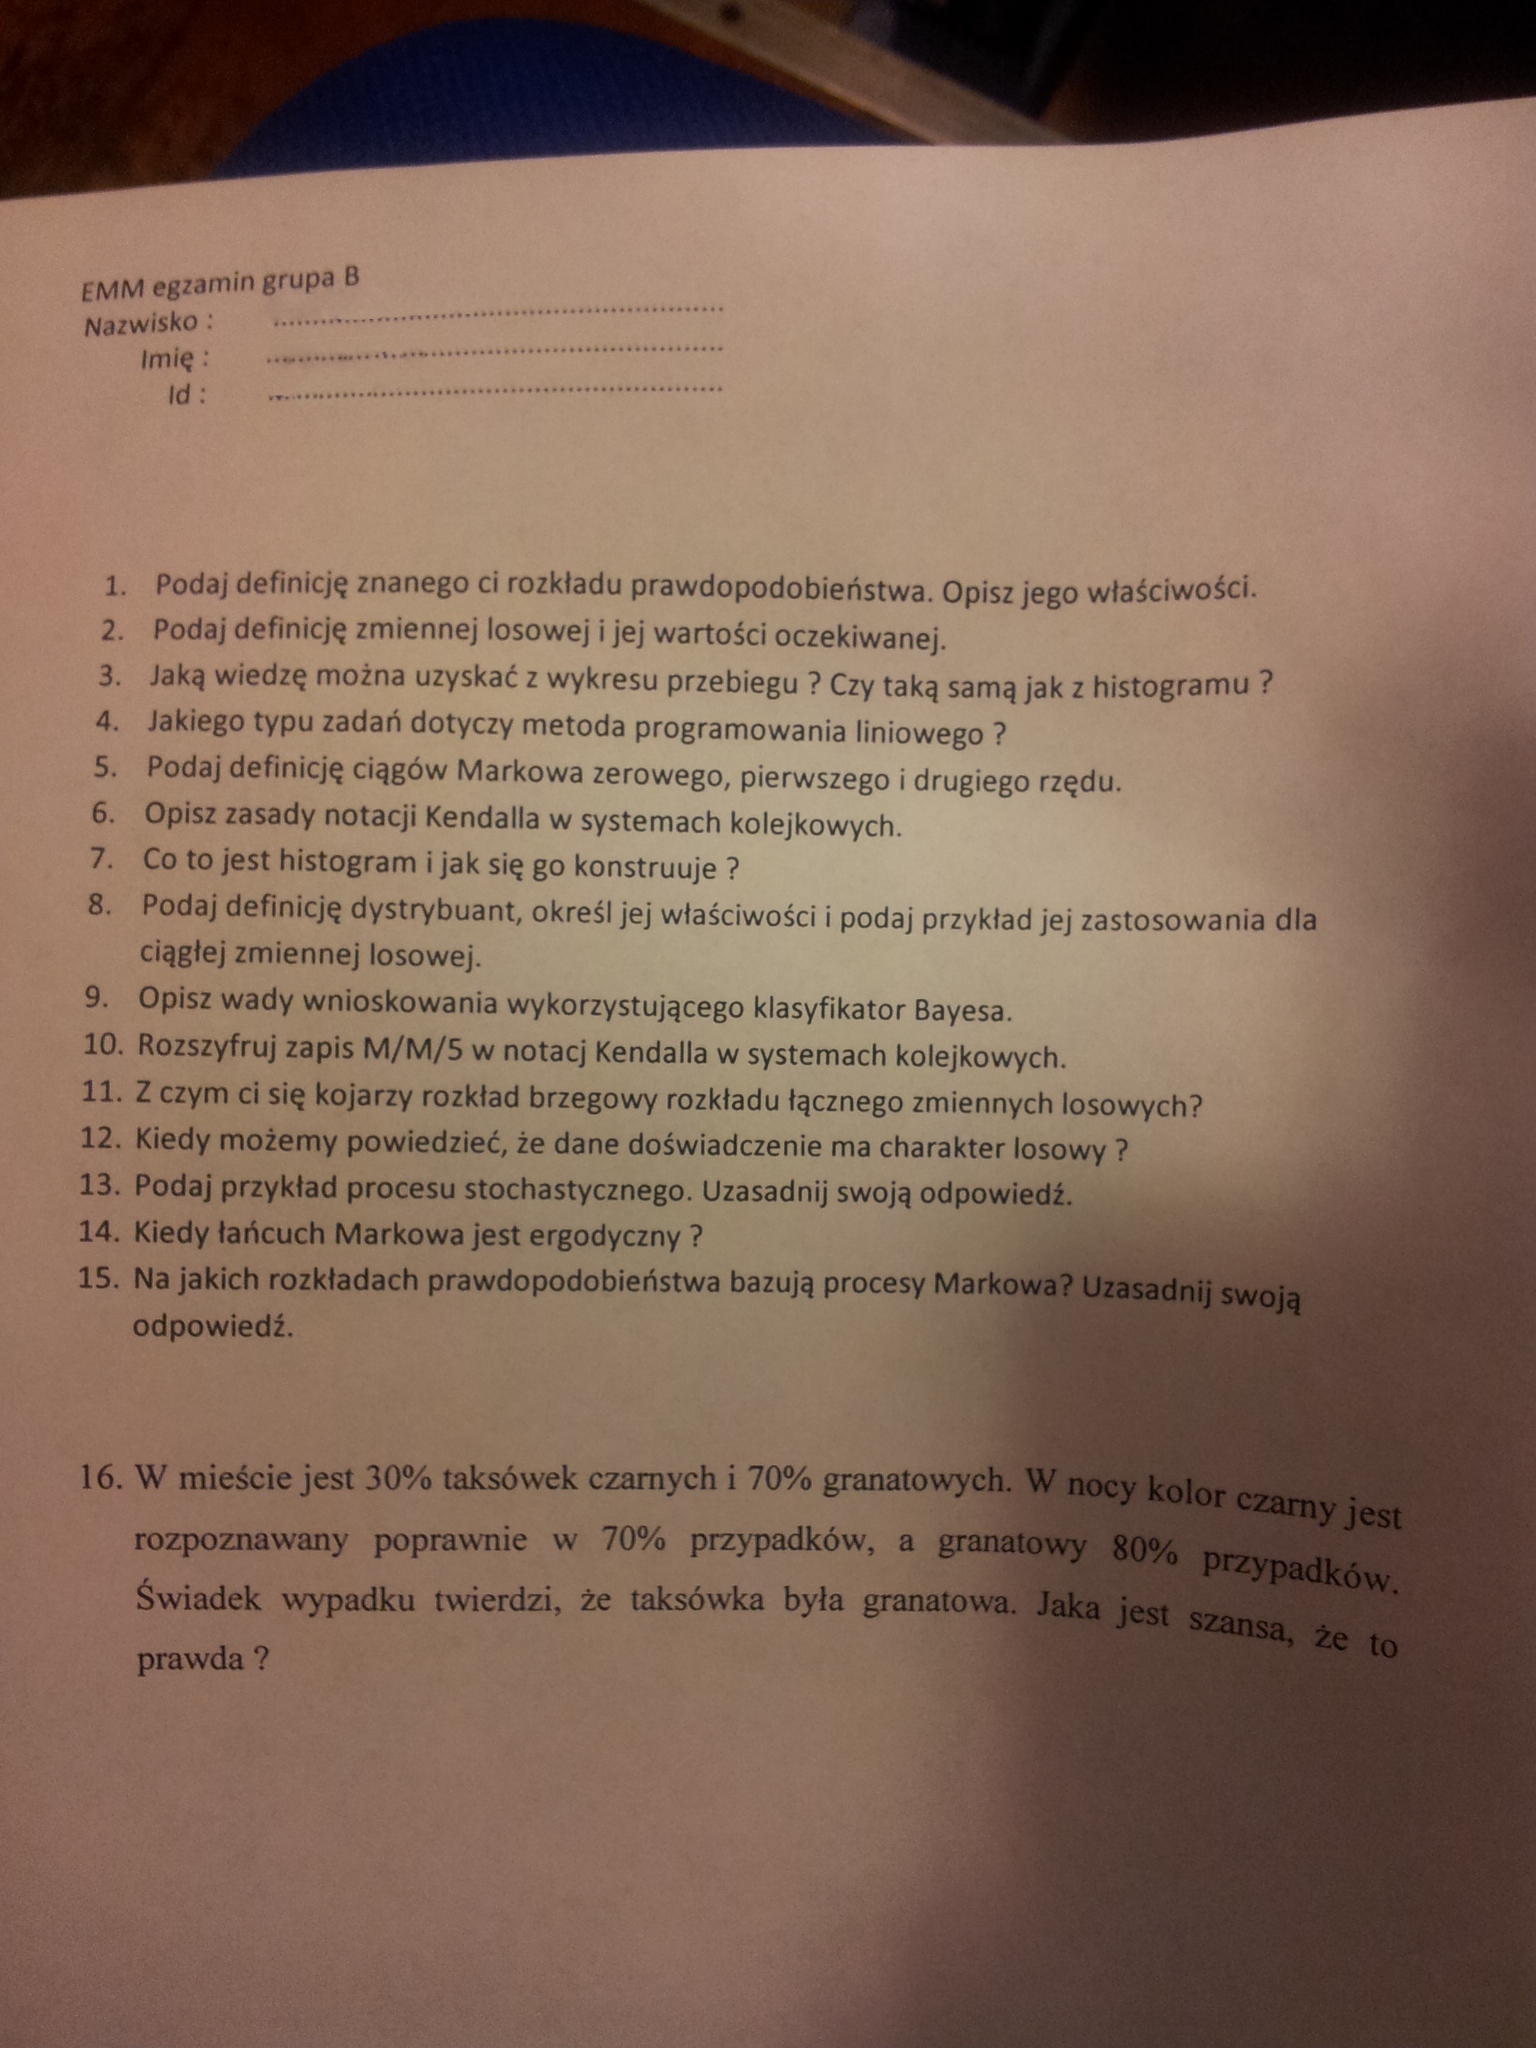 EMM egzamin grupa B
Nazwisko : ............................................................
Imię : ............................................................
Id : ............................................................
1. Podaj definicję znanego ci rozkładu prawdopodobieństwa. Opisz jego właściwości.
2. Podaj definicję zmiennej losowej i jej wartości oczekiwanej.
3. Jaką wiedzę można uzyskać z wykresu przebiegu ? Czy taką samą jak z histogramu ?
4. Jakiego typu zadań dotyczy metoda programowania liniowego ?
5. Podaj definicję ciągów Markowa zerowego, pierwszego i drugiego rzędu.
6. Opisz zasady notacji Kendalla w systemach kolejkowych.
7. Co to jest histogram i jak się go konstruuje ?
8. Podaj definicję dystrybuant, określ jej właściwości i podaj przykład jej zastosowania dla
ciągłej zmiennej losowej.
9. Opisz wady wnioskowania wykorzystującego klasyfikator Bayesa.
10. Rozszyfruj zapis M/M/5 w notacj Kendalla w systemach kolejkowych.
11. Z czym ci się kojarzy rozkład brzegowy rozkładu łącznego zmiennych losowych?
12. Kiedy możemy powiedzieć, że dane doświadczenie ma charakter losowy ?
13. Podaj przykład procesu stochastycznego. Uzasadnij swoją odpowiedź.
14. Kiedy łańcuch Markowa jest ergodyczny ?
15. Na jakich rozkładach prawdopodobieństwa bazują procesy Markowa? Uzasadnij swoją
odpowiedź.
16. W mieście jest 30% taksówek czarnych i 70% granatowych. W nocy kolor czarny jest
rozpoznawany poprawnie w 70% przypadków, a granatowy 80% przypadków.
Świadek wypadku twierdzi, że taksówka była granatowa. Jaka jest szansa, że to
prawda ?